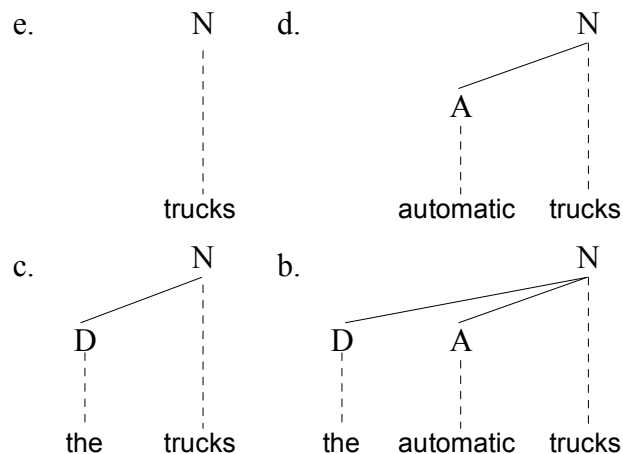 e. N d. N
A
trucks automatic trucks
c. N b. N
D D A
the trucks the automatic trucks